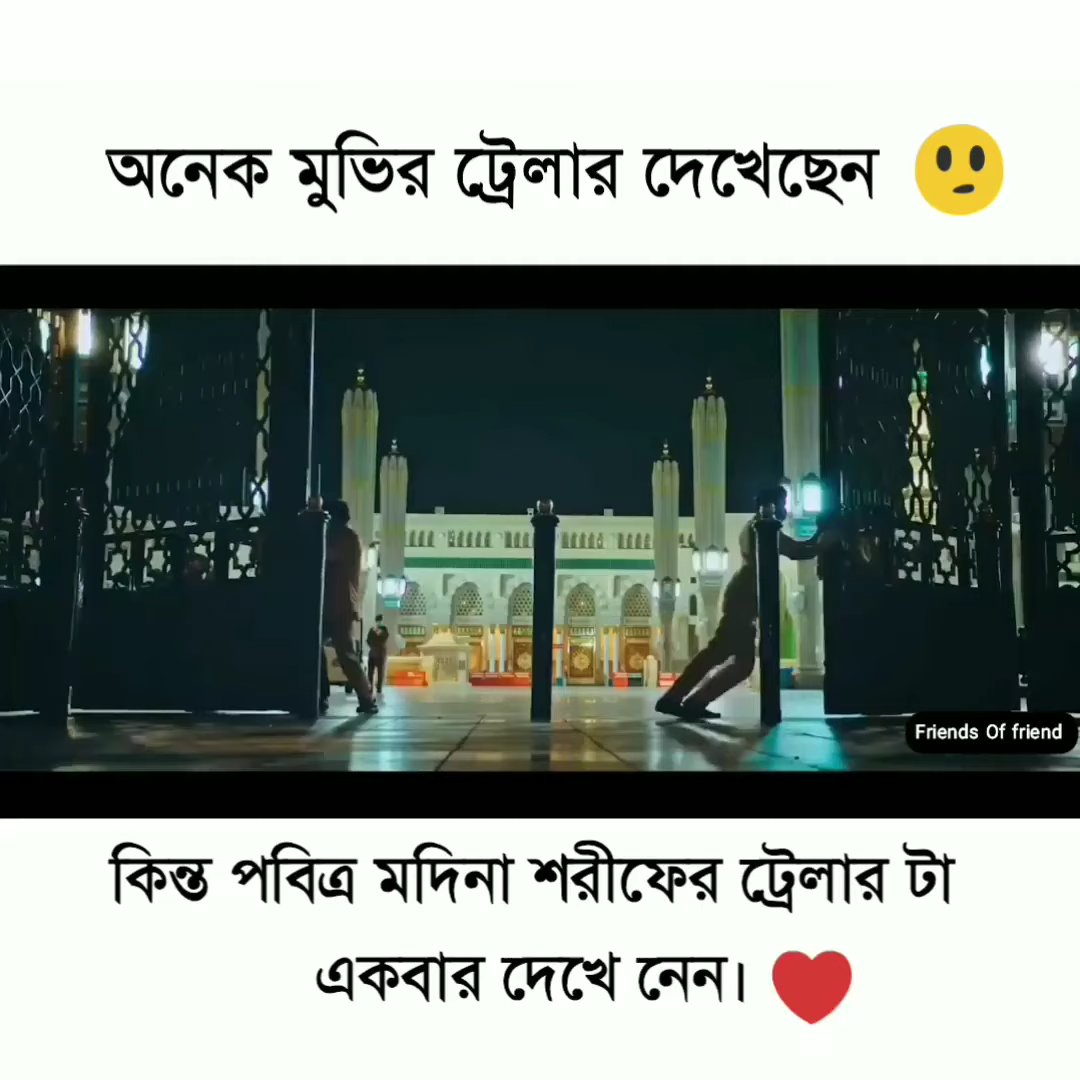 অনেক মুভির ট্রেলার দেখেছেন
Friends Of friend
কিন্ত পবিত্র মদিনা শরীফের ট্রেলার টা
একবার দেখে নেন।